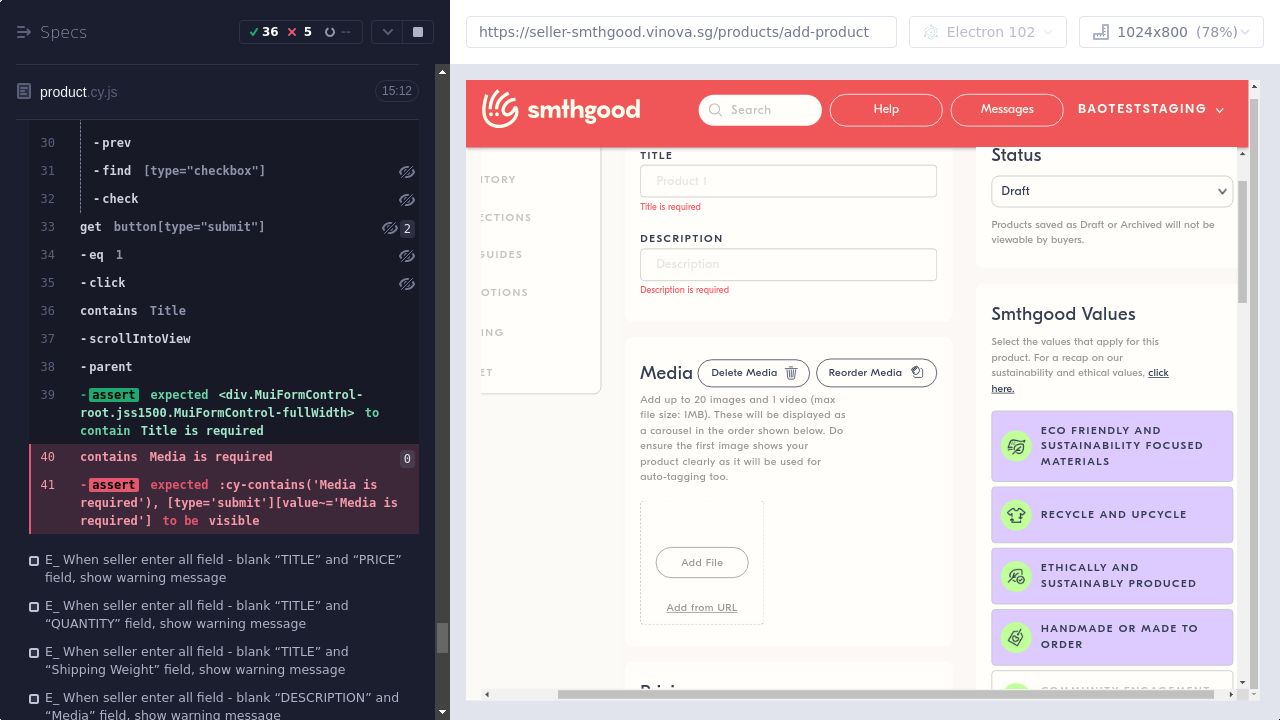 Specs
36 5 --
product.cy.js
15:12
30 -prev
31 -find [type="checkbox"]
32 -check
33 get button[type="submit"] 2
34 -eq 1
35 -click
36 contains Title
37 -scrollIntoView
38 -parent
39 -assert expected <div.MuiFormControl-
root.jss1500.MuiFormControl-fullWidth> to
contain Title is required
40 contains Media is required 0
41 -assert expected :cy-contains('Media is
required'), [type='submit'][value~='Media is
required'] to be visible
E_ When seller enter all field - blank “TITLE” and “PRICE”
field, show warning message
E_ When seller enter all field - blank “TITLE” and
“QUANTITY” field, show warning message
E_ When seller enter all field - blank “TITLE” and
“Shipping Weight” field, show warning message
E_ When seller enter all field - blank “DESCRIPTION” and
“Media” field, show warning message
https://seller-smthgood.vinova.sg/products/add-product
Electron 102
1024x800 (78%)
smthgood
Search
Help
Messages
BAOTESTSTAGING
TORY
ECTIONS
GUIDES
OTIONS
ING
ET
TITLE
Product 1
Title is required
DESCRIPTION
Description
Description is required
Media
Delete Media
Reorder Media
Add up to 20 images and 1 video (max
file size: 1MB). These will be displayed as
a carousel in the order shown below. Do
ensure the first image shows your
product clearly as it will be used for
auto-tagging too.
Add File
Add from URL
Pricing
Status
Draft
Products saved as Draft or Archived will not be
viewable by buyers.
Smthgood Values
Select the values that apply for this
product. For a recap on our
sustainability and ethical values, click
here.
ECO FRIENDLY AND
SUSTAINABILITY FOCUSED
MATERIALS
RECYCLE AND UPCYCLE
ETHICALLY AND
SUSTAINABLY PRODUCED
HANDMADE OR MADE TO
ORDER
COMMUNITY ENGAGEMENT